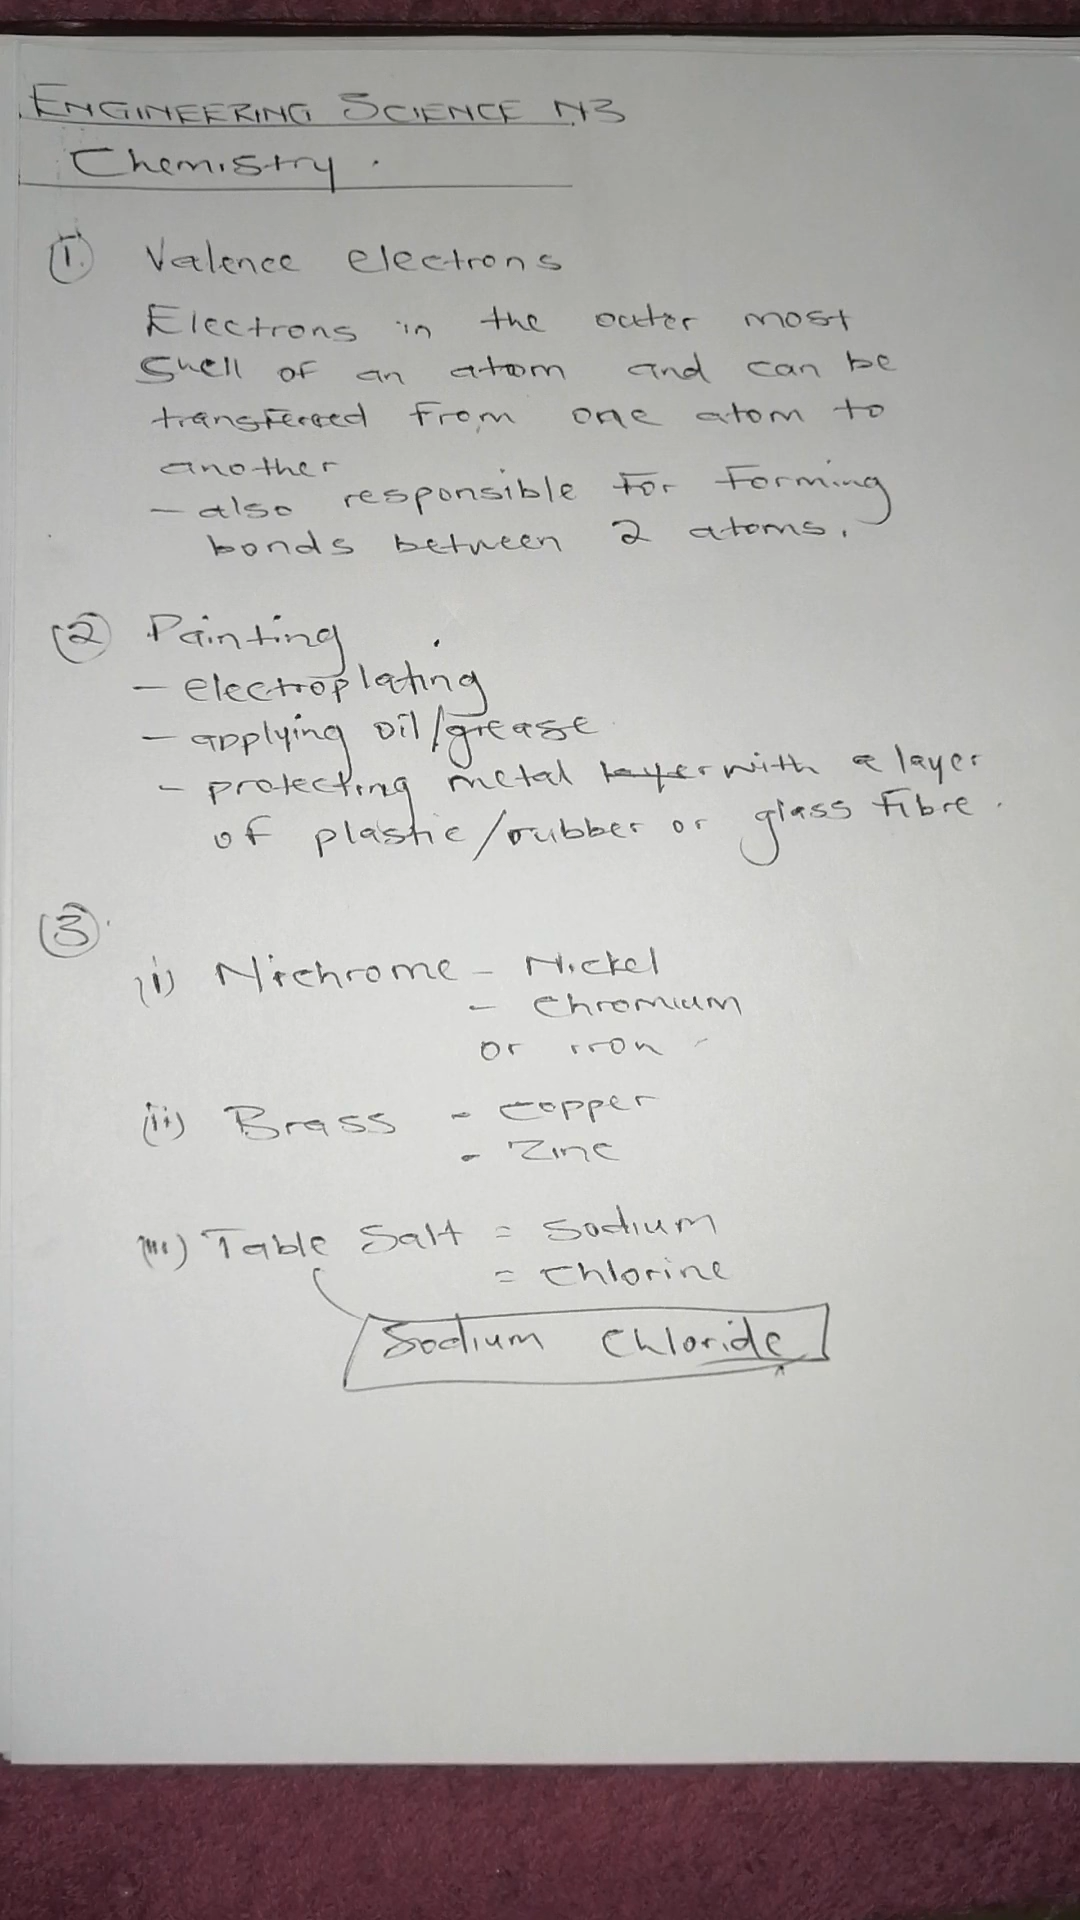 ENGINEERING SCIENCE N3
Chemistry.
(1.) Valence electrons
Electrons in the outer most
Shell of an atom and can be
transferred from one atom to
another
- also responsible for forming
bonds between 2 atoms.
(2) Painting
- electroplating
- applying oil/grease
- protecting metal layer with a layer
of plastic/rubber or glass fibre.
(3)
(i) Nichrome - Nickel
- Chromium
or iron
(ii) Brass - Copper
- Zinc
(iii) Table Salt = Sodium
= Chlorine
Sodium Chloride